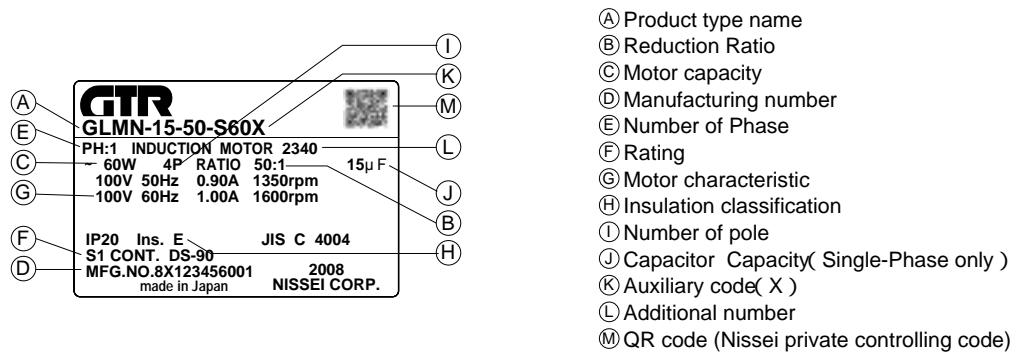 GTR
GLMN-15-50-S60X
PH:1 INDUCTION MOTOR 2340
~ 60W 4P RATIO 50:1 15μF
100V 50Hz 0.90A 1350rpm
100V 60Hz 1.00A 1600rpm
IP20 Ins. E JIS C 4004
S1 CONT. DS-90
MFG.NO.8X123456001 2008
made in Japan NISSEI CORP.
Ⓐ
Ⓔ
Ⓒ
Ⓖ
Ⓕ
Ⓓ
Ⓘ
Ⓚ
Ⓜ
Ⓛ
Ⓙ
Ⓑ
Ⓗ
Ⓐ Product type name
Ⓑ Reduction Ratio
Ⓒ Motor capacity
Ⓓ Manufacturing number
Ⓔ Number of Phase
Ⓕ Rating
Ⓖ Motor characteristic
Ⓗ Insulation classification
Ⓘ Number of pole
Ⓙ Capacitor Capacity( Single-Phase only )
Ⓚ Auxiliary code( X )
Ⓛ Additional number
Ⓜ QR code (Nissei private controlling code)